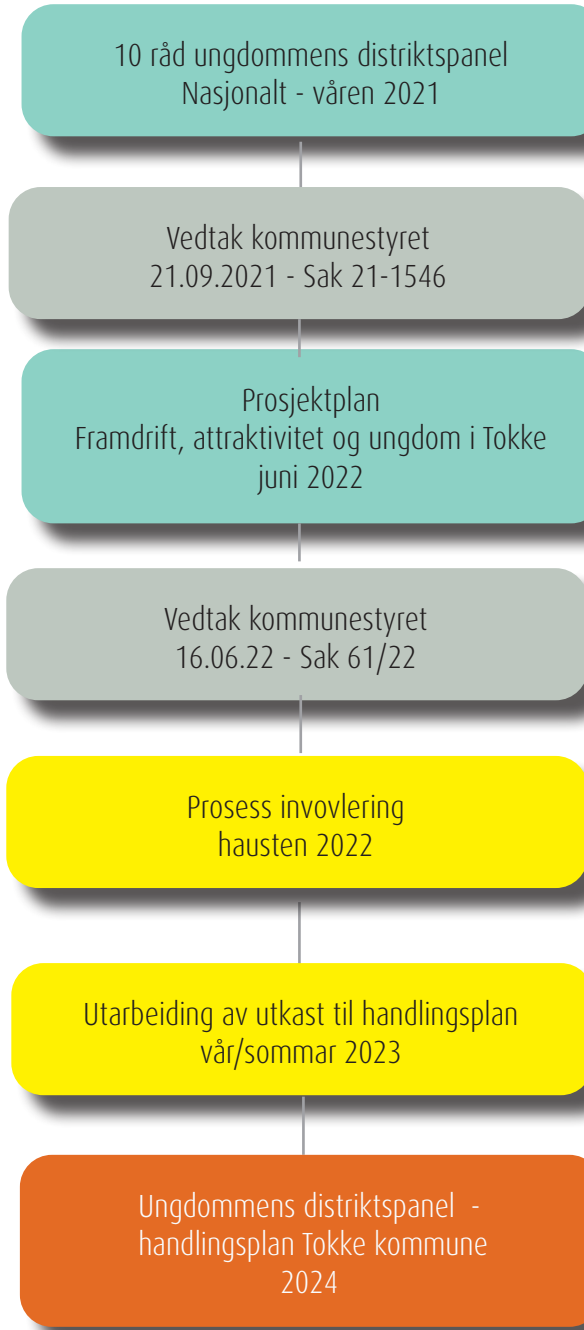 10 råd ungdommens distriktspanel
Nasjonalt - våren 2021
Vedtak kommunestyret
21.09.2021 - Sak 21-1546
Prosjektplan
Framdrift, attraktivitet og ungdom i Tokke
juni 2022
Vedtak kommunestyret
16.06.22 - Sak 61/22
Prosess invovlering
hausten 2022
Utarbeiding av utkast til handlingsplan
vår/sommar 2023
Ungdommens distriktspanel -
handlingsplan Tokke kommune
2024